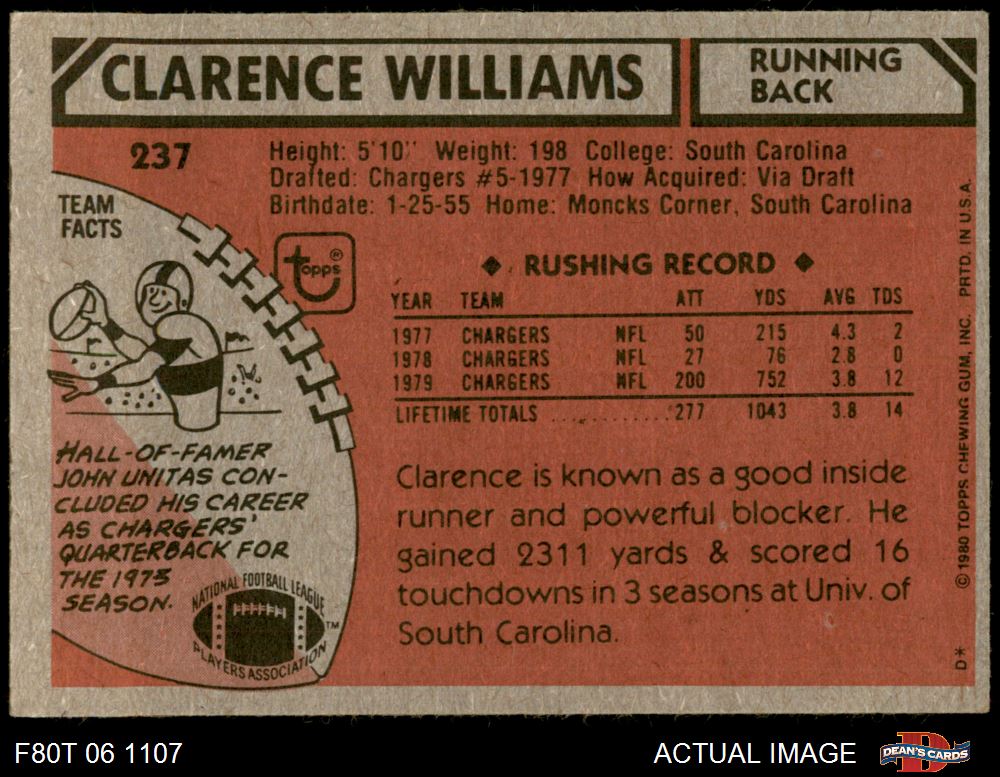 CLARENCE WILLIAMS
RUNNING
BACK
237
Height: 5'10" Weight: 198 College: South Carolina
Drafted: Chargers #5-1977 How Acquired: Via Draft
Birthdate: 1-25-55 Home: Moncks Corner, South Carolina
TEAM
FACTS
topps®
◆ RUSHING RECORD ◆
YEAR TEAM ATT YDS AVG TDS
1977 CHARGERS NFL 50 215 4.3 2
1978 CHARGERS NFL 27 76 2.8 0
1979 CHARGERS NFL 200 752 3.8 12
LIFETIME TOTALS ............. 277 1043 3.8 14
HALL-OF-FAMER
JOHN UNITAS CON-
CLUDED HIS CAREER
AS CHARGERS'
QUARTERBACK FOR
THE 1973
SEASON.
NATIONAL FOOTBALL LEAGUE
PLAYERS ASSOCIATION
TM
Clarence is known as a good inside
runner and powerful blocker. He
gained 2311 yards & scored 16
touchdowns in 3 seasons at Univ. of
South Carolina.
© 1980 TOPPS CHEWING GUM, INC. PRTD. IN U.S.A.
D*
F80T 06 1107
ACTUAL IMAGE
DEAN'S CARDS